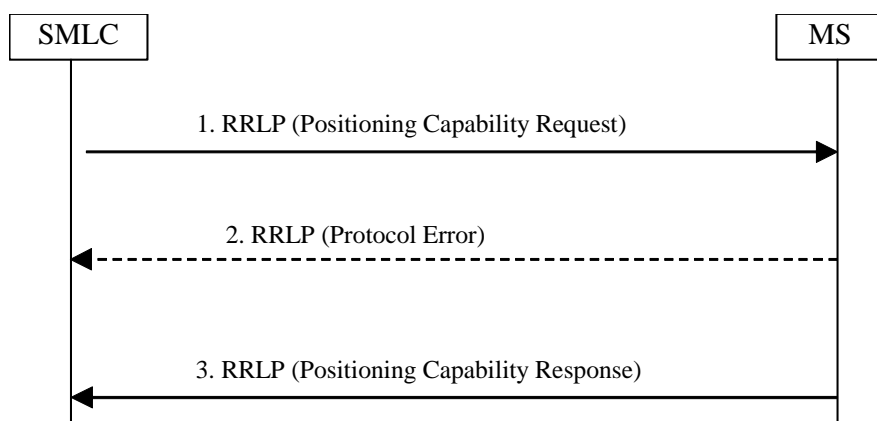 SMLC
MS
1. RRLP (Positioning Capability Request)
2. RRLP (Protocol Error)
3. RRLP (Positioning Capability Response)